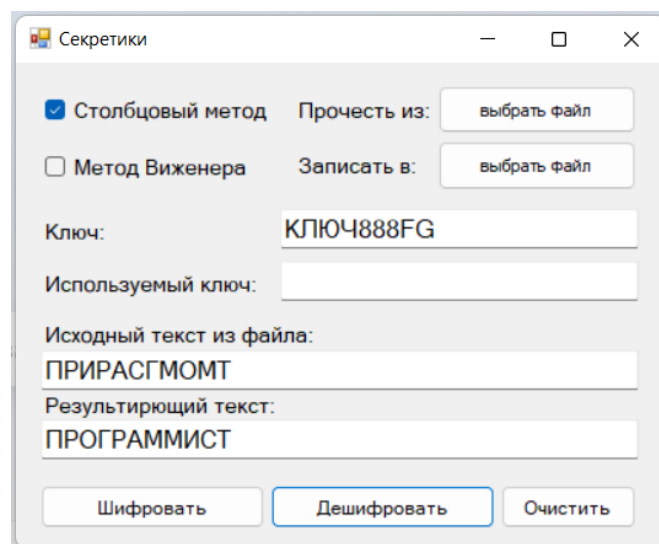 Секретики
Столбцовый метод Прочесть из: выбрать файл
Метод Виженера Записать в: выбрать файл
Ключ: КЛЮЧ888FG
Используемый ключ:
Исходный текст из файла:
ПРИРАСГМОМТ
Результирющий текст:
ПРОГРАММИСТ
Шифровать Дешифровать Очистить